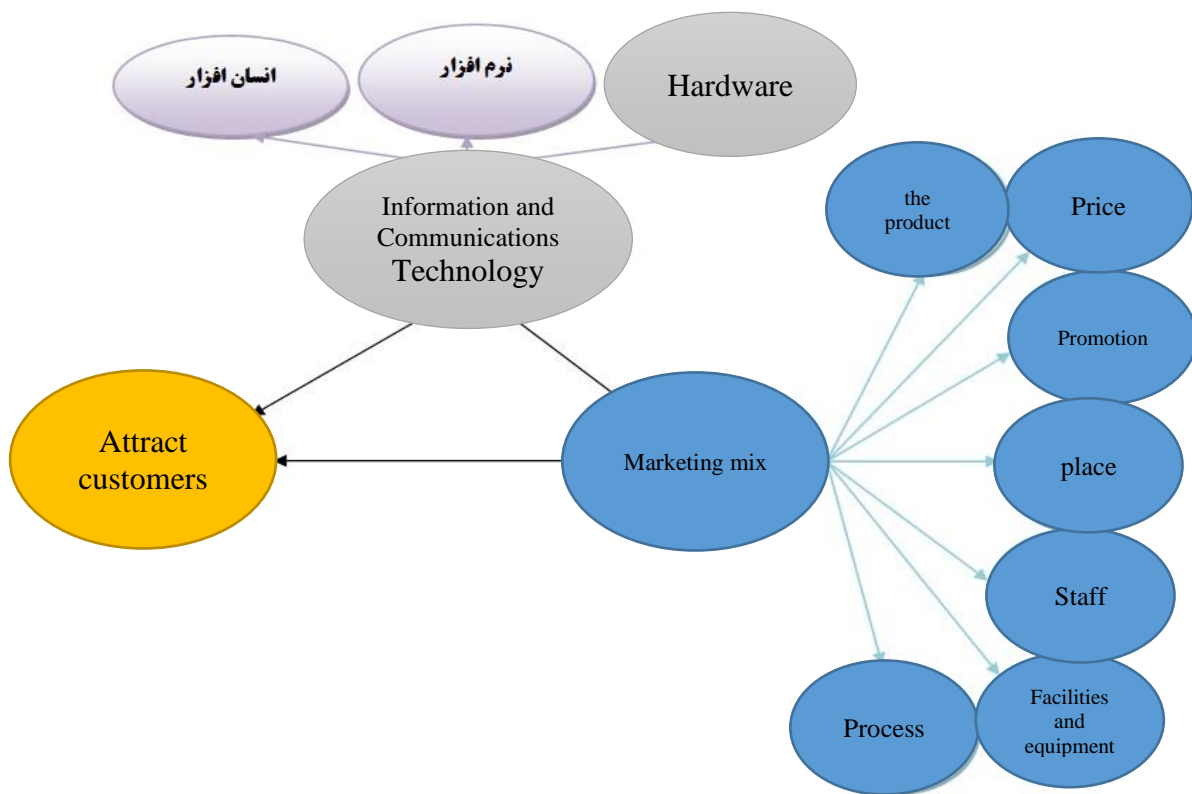 انسان افزار
نرم افزار
Hardware
Information and
Communications
Technology
the
product
Price
Promotion
Attract
customers
Marketing mix
place
Staff
Process
Facilities
and
equipment